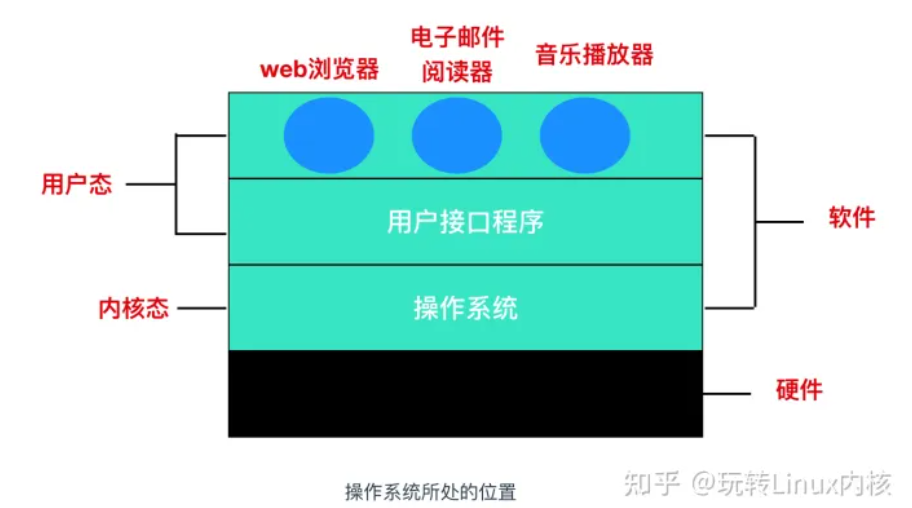 电子邮件
阅读器
web浏览器
音乐播放器
用户态
用户接口程序
软件
内核态
操作系统
硬件
操作系统所处的位置
知乎 @玩转Linux内核